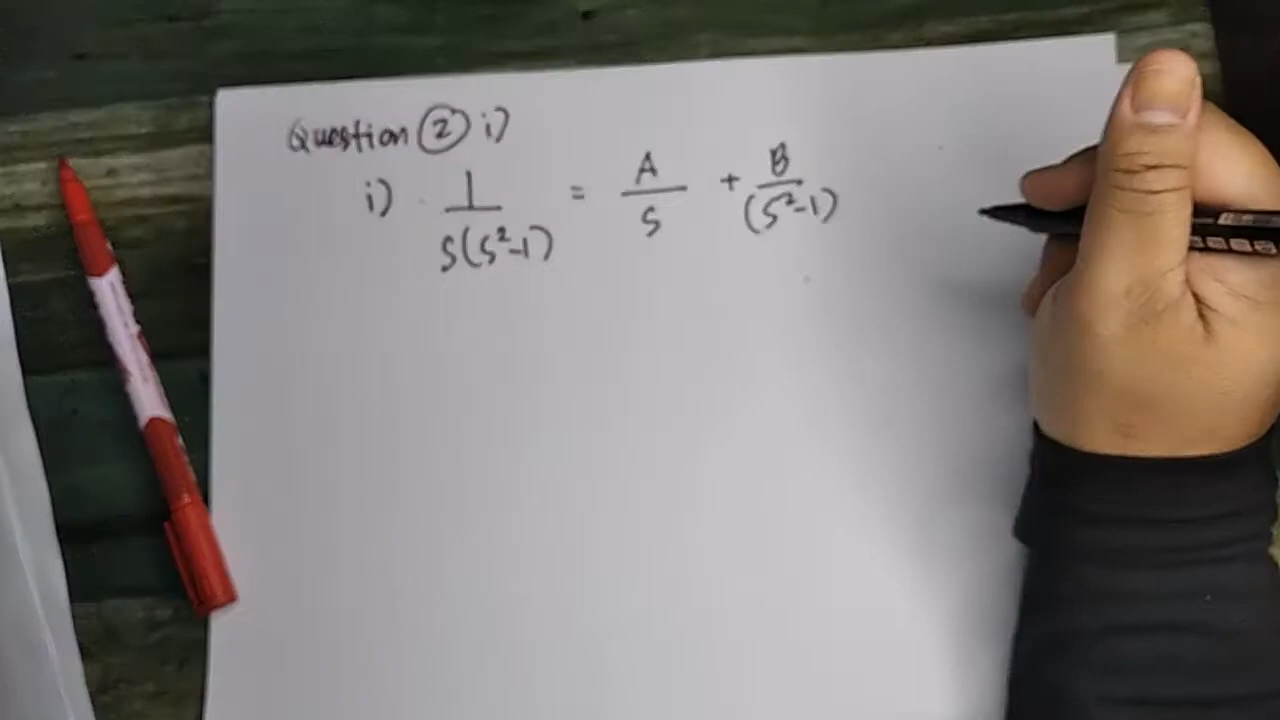 Question ② i)
i) 1/S(S²-1) = A/S + B/(S²-1)